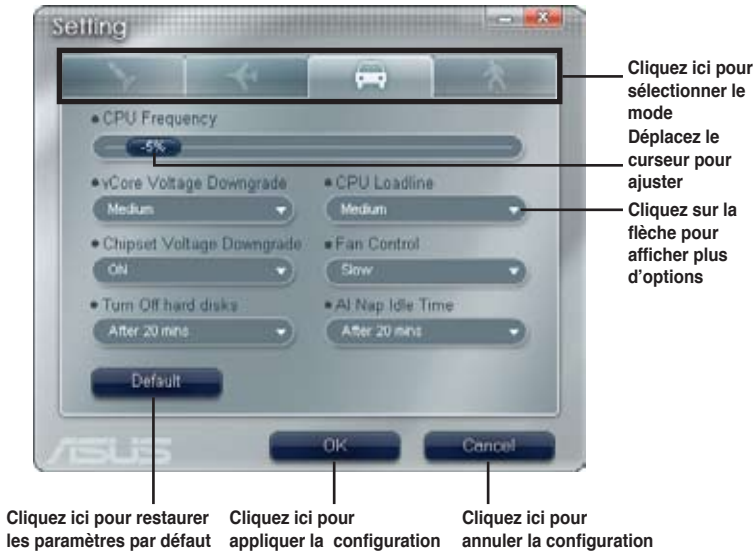 Setting
Cliquez ici pour
sélectionner le
mode
CPU Frequency
-5%
Déplacez le
curseur pour
ajuster
vCore Voltage Downgrade
CPU Loadline
Medium
Medium
Cliquez sur la
flèche pour
afficher plus
d'options
Chipset Voltage Downgrade
Fan Control
ON
Slow
Turn Off hard disks
AI Nap Idle Time
After 20 mins
After 20 mins
Default
ASUS
OK
Cancel
Cliquez ici pour restaurer
les paramètres par défaut
Cliquez ici pour
appliquer la configuration
Cliquez ici pour
annuler la configuration